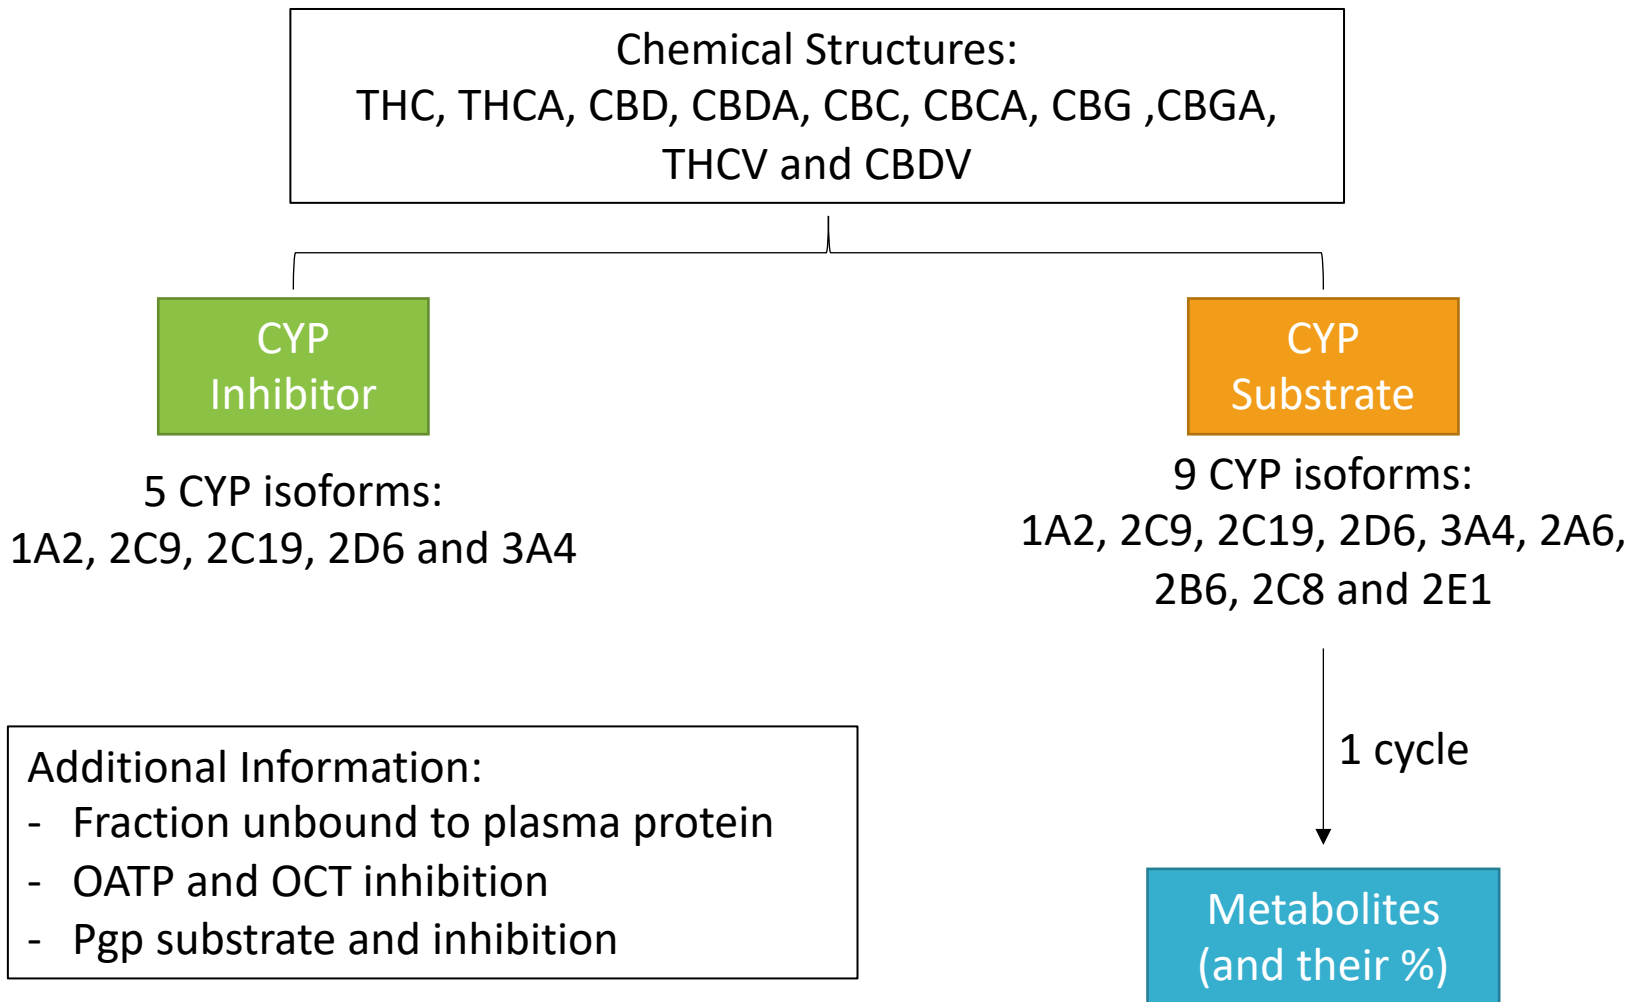 Chemical Structures:
THC, THCA, CBD, CBDA, CBC, CBCA, CBG ,CBGA,
THCV and CBDV
CYP
Inhibitor
CYP
Substrate
5 CYP isoforms:
1A2, 2C9, 2C19, 2D6 and 3A4
9 CYP isoforms:
1A2, 2C9, 2C19, 2D6, 3A4, 2A6,
2B6, 2C8 and 2E1
1 cycle
Additional Information:
- Fraction unbound to plasma protein
- OATP and OCT inhibition
- Pgp substrate and inhibition
Metabolites
(and their %)